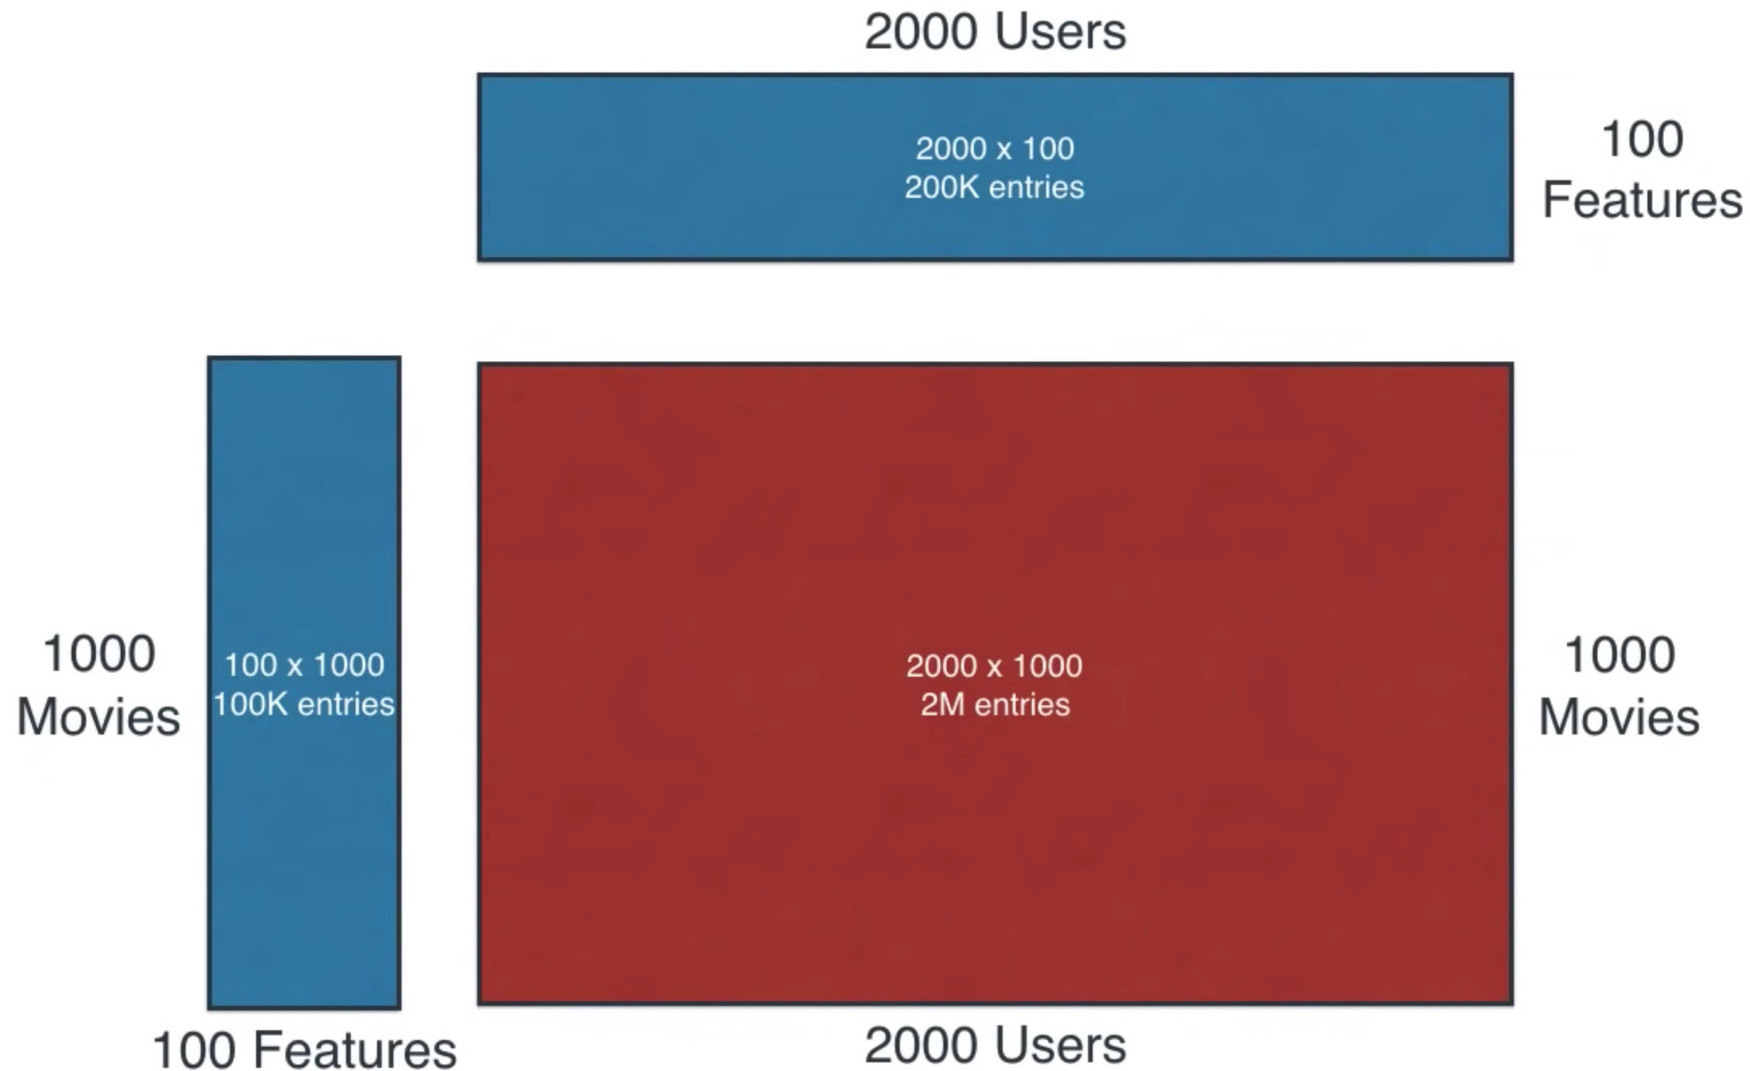 2000 Users
2000 x 100
200K entries
100
Features
1000
Movies
100 x 1000
100K entries
2000 x 1000
2M entries
1000
Movies
100 Features
2000 Users